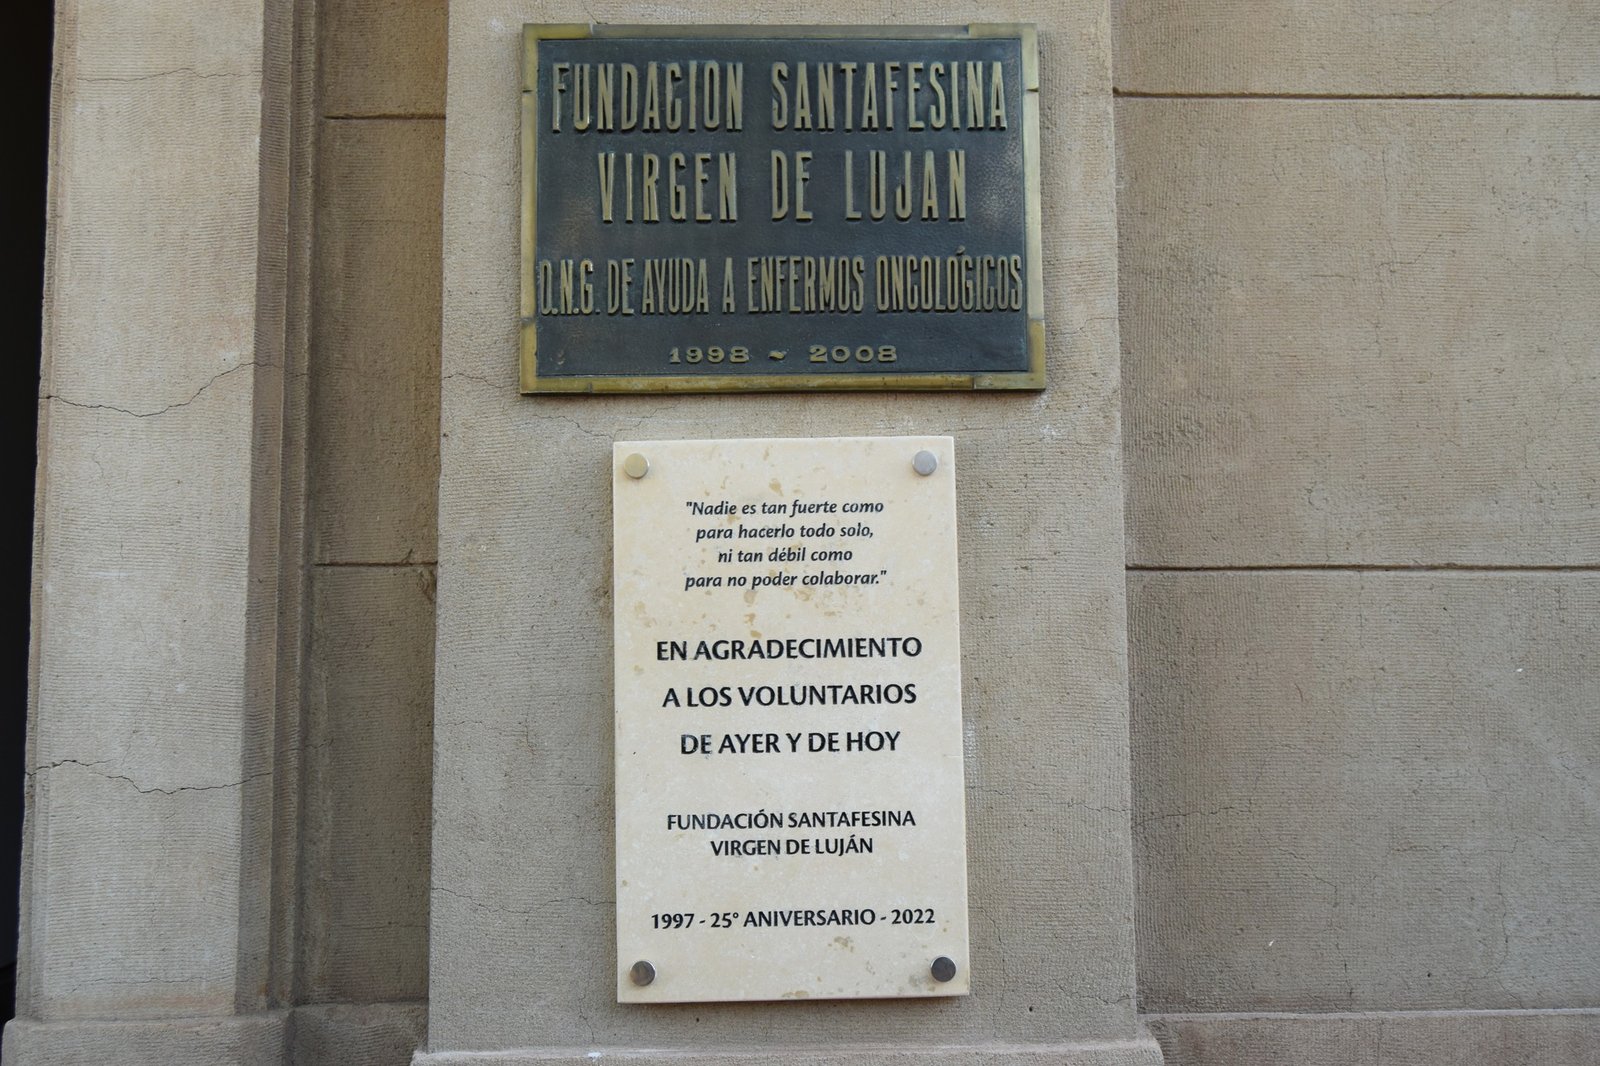 FUNDACION SANTAFESINA
VIRGEN DE LUJAN
O.N.G. DE AYUDA A ENFERMOS ONCOLÓGICOS
1998 ~ 2008
"Nadie es tan fuerte como
para hacerlo todo solo,
ni tan débil como
para no poder colaborar."
EN AGRADECIMIENTO
A LOS VOLUNTARIOS
DE AYER Y DE HOY
FUNDACIÓN SANTAFESINA
VIRGEN DE LUJÁN
1997 - 25° ANIVERSARIO - 2022